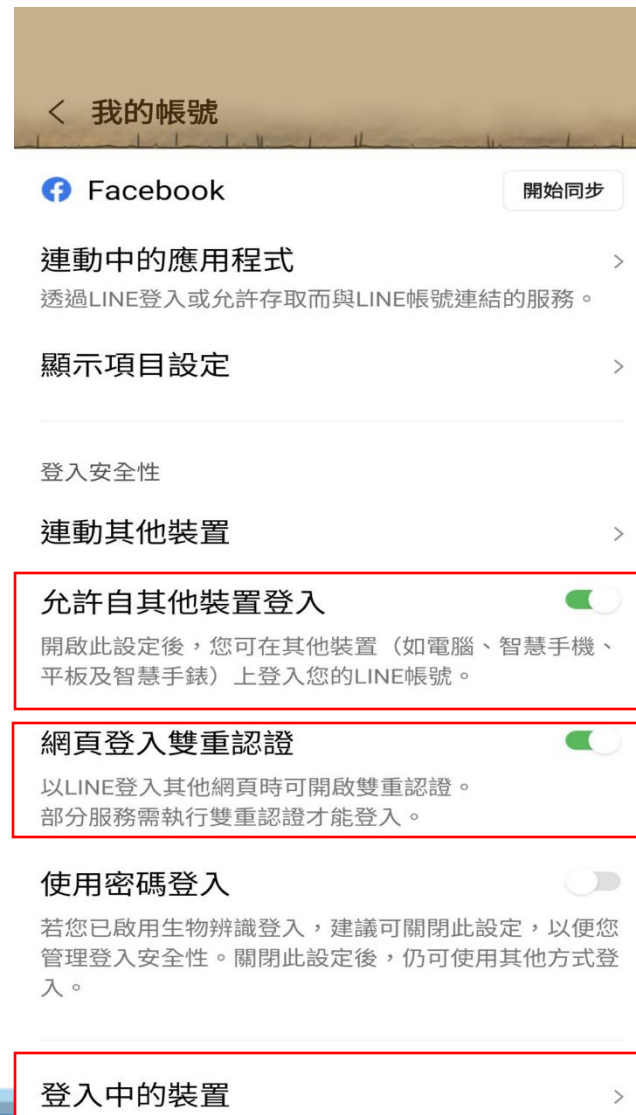 我的帳號
Facebook 開始同步
連動中的應用程式
透過LINE登入或允許存取而與LINE帳號連結的服務。
顯示項目設定
登入安全性
連動其他裝置
允許自其他裝置登入
開啟此設定後，您可在其他裝置（如電腦、智慧手機、
平板及智慧手錶）上登入您的LINE帳號。
網頁登入雙重認證
以LINE登入其他網頁時可開啟雙重認證。
部分服務需執行雙重認證才能登入。
使用密碼登入
若您已啟用生物辨識登入，建議可關閉此設定，以便您
管理登入安全性。關閉此設定後，仍可使用其他方式登
入。
登入中的裝置